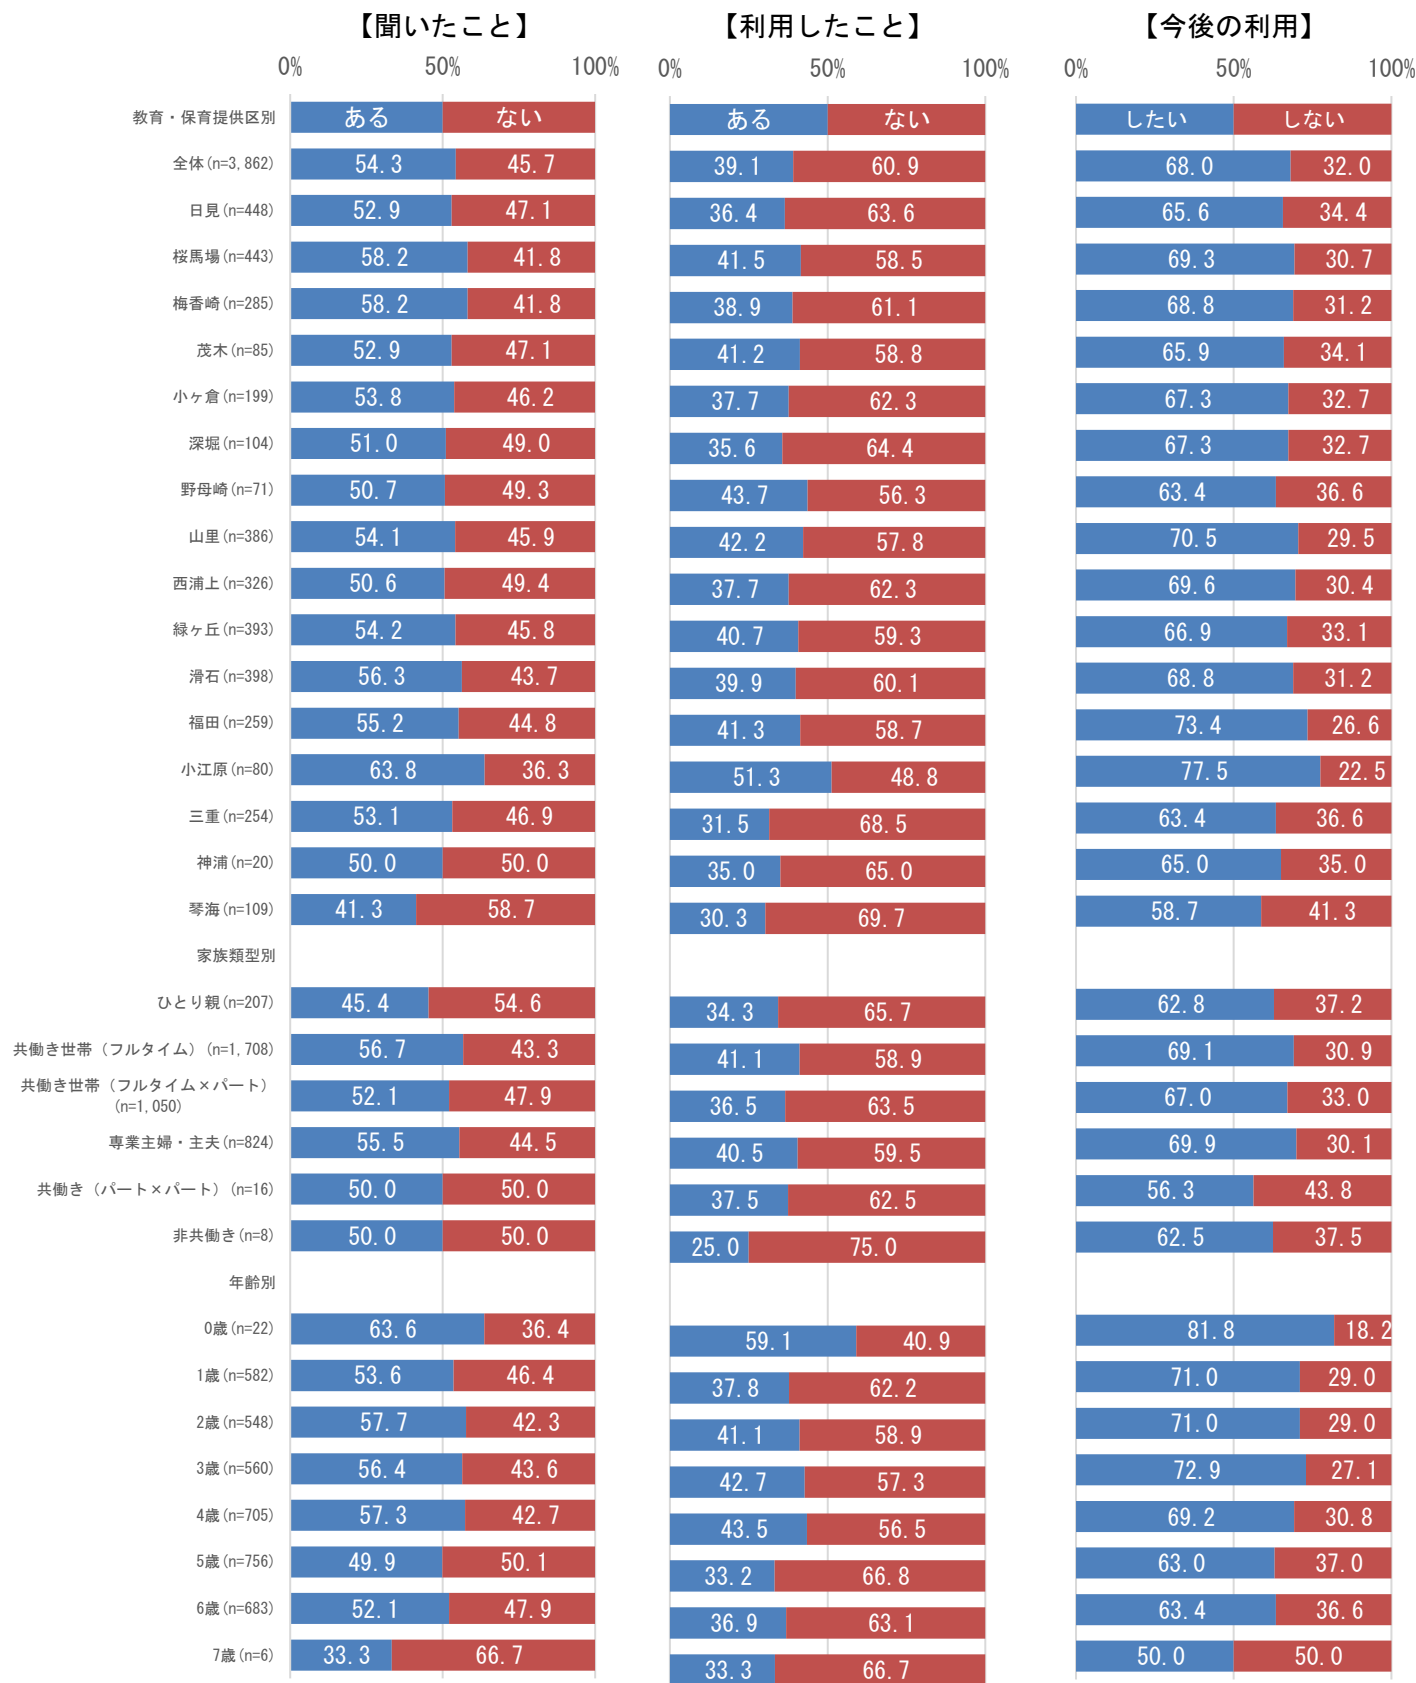 【聞いたこと】 【利用したこと】 【今後の利用】
0% 50% 100% 0% 50% 100% 0% 50% 100%
教育・保育提供区別 ある ない ある ない したい しない
全体(n=3,862) 54.3 45.7 39.1 60.9 68.0 32.0
日見(n=448) 52.9 47.1 36.4 63.6 65.6 34.4
桜馬場(n=443) 58.2 41.8 41.5 58.5 69.3 30.7
梅香崎(n=285) 58.2 41.8 38.9 61.1 68.8 31.2
茂木(n=85) 52.9 47.1 41.2 58.8 65.9 34.1
小ヶ倉(n=199) 53.8 46.2 37.7 62.3 67.3 32.7
深堀(n=104) 51.0 49.0 35.6 64.4 67.3 32.7
野母崎(n=71) 50.7 49.3 43.7 56.3 63.4 36.6
山里(n=386) 54.1 45.9 42.2 57.8 70.5 29.5
西浦上(n=326) 50.6 49.4 37.7 62.3 69.6 30.4
緑ヶ丘(n=393) 54.2 45.8 40.7 59.3 66.9 33.1
滑石(n=398) 56.3 43.7 39.9 60.1 68.8 31.2
福田(n=259) 55.2 44.8 41.3 58.7 73.4 26.6
小江原(n=80) 63.8 36.3 51.3 48.8 77.5 22.5
三重(n=254) 53.1 46.9 31.5 68.5 63.4 36.6
神浦(n=20) 50.0 50.0 35.0 65.0 65.0 35.0
琴海(n=109) 41.3 58.7 30.3 69.7 58.7 41.3
家族類型別
ひとり親(n=207) 45.4 54.6 34.3 65.7 62.8 37.2
共働き世帯（フルタイム）(n=1,708) 56.7 43.3 41.1 58.9 69.1 30.9
共働き世帯（フルタイム×パート）
(n=1,050) 52.1 47.9 36.5 63.5 67.0 33.0
専業主婦・主夫(n=824) 55.5 44.5 40.5 59.5 69.9 30.1
共働き（パート×パート）(n=16) 50.0 50.0 37.5 62.5 56.3 43.8
非共働き(n=8) 50.0 50.0 25.0 75.0 62.5 37.5
年齢別
0歳(n=22) 63.6 36.4 59.1 40.9 81.8 18.2
1歳(n=582) 53.6 46.4 37.8 62.2 71.0 29.0
2歳(n=548) 57.7 42.3 41.1 58.9 71.0 29.0
3歳(n=560) 56.4 43.6 42.7 57.3 72.9 27.1
4歳(n=705) 57.3 42.7 43.5 56.5 69.2 30.8
5歳(n=756) 49.9 50.1 33.2 66.8 63.0 37.0
6歳(n=683) 52.1 47.9 36.9 63.1 63.4 36.6
7歳(n=6) 33.3 66.7 33.3 66.7 50.0 50.0